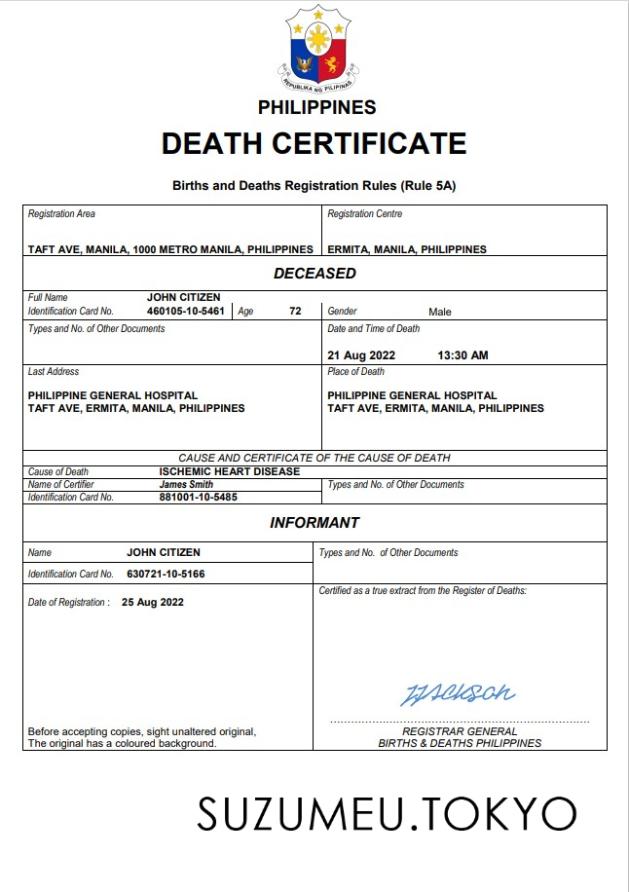 REPUBLIKA NG PILIPINAS
PHILIPPINES
DEATH CERTIFICATE
Births and Deaths Registration Rules (Rule 5A)
Registration Area
TAFT AVE, MANILA, 1000 METRO MANILA, PHILIPPINES
Registration Centre
ERMITA, MANILA, PHILIPPINES
DECEASED
Full Name JOHN CITIZEN
Identification Card No. 460105-10-5461 Age 72 Gender Male
Types and No. of Other Documents
Date and Time of Death
21 Aug 2022 13:30 AM
Last Address
PHILIPPINE GENERAL HOSPITAL
TAFT AVE, ERMITA, MANILA, PHILIPPINES
Place of Death
PHILIPPINE GENERAL HOSPITAL
TAFT AVE, ERMITA, MANILA, PHILIPPINES
CAUSE AND CERTIFICATE OF THE CAUSE OF DEATH
Cause of Death ISCHEMIC HEART DISEASE
Name of Certifier James Smith
Identification Card No. 881001-10-5485
Types and No. of Other Documents
INFORMANT
Name JOHN CITIZEN
Identification Card No. 630721-10-5166
Types and No. of Other Documents
Date of Registration : 25 Aug 2022
Certified as a true extract from the Register of Deaths:
Before accepting copies, sight unaltered original,
The original has a coloured background.
REGISTRAR GENERAL
BIRTHS & DEATHS PHILIPPINES
SUZUMEU.TOKYO